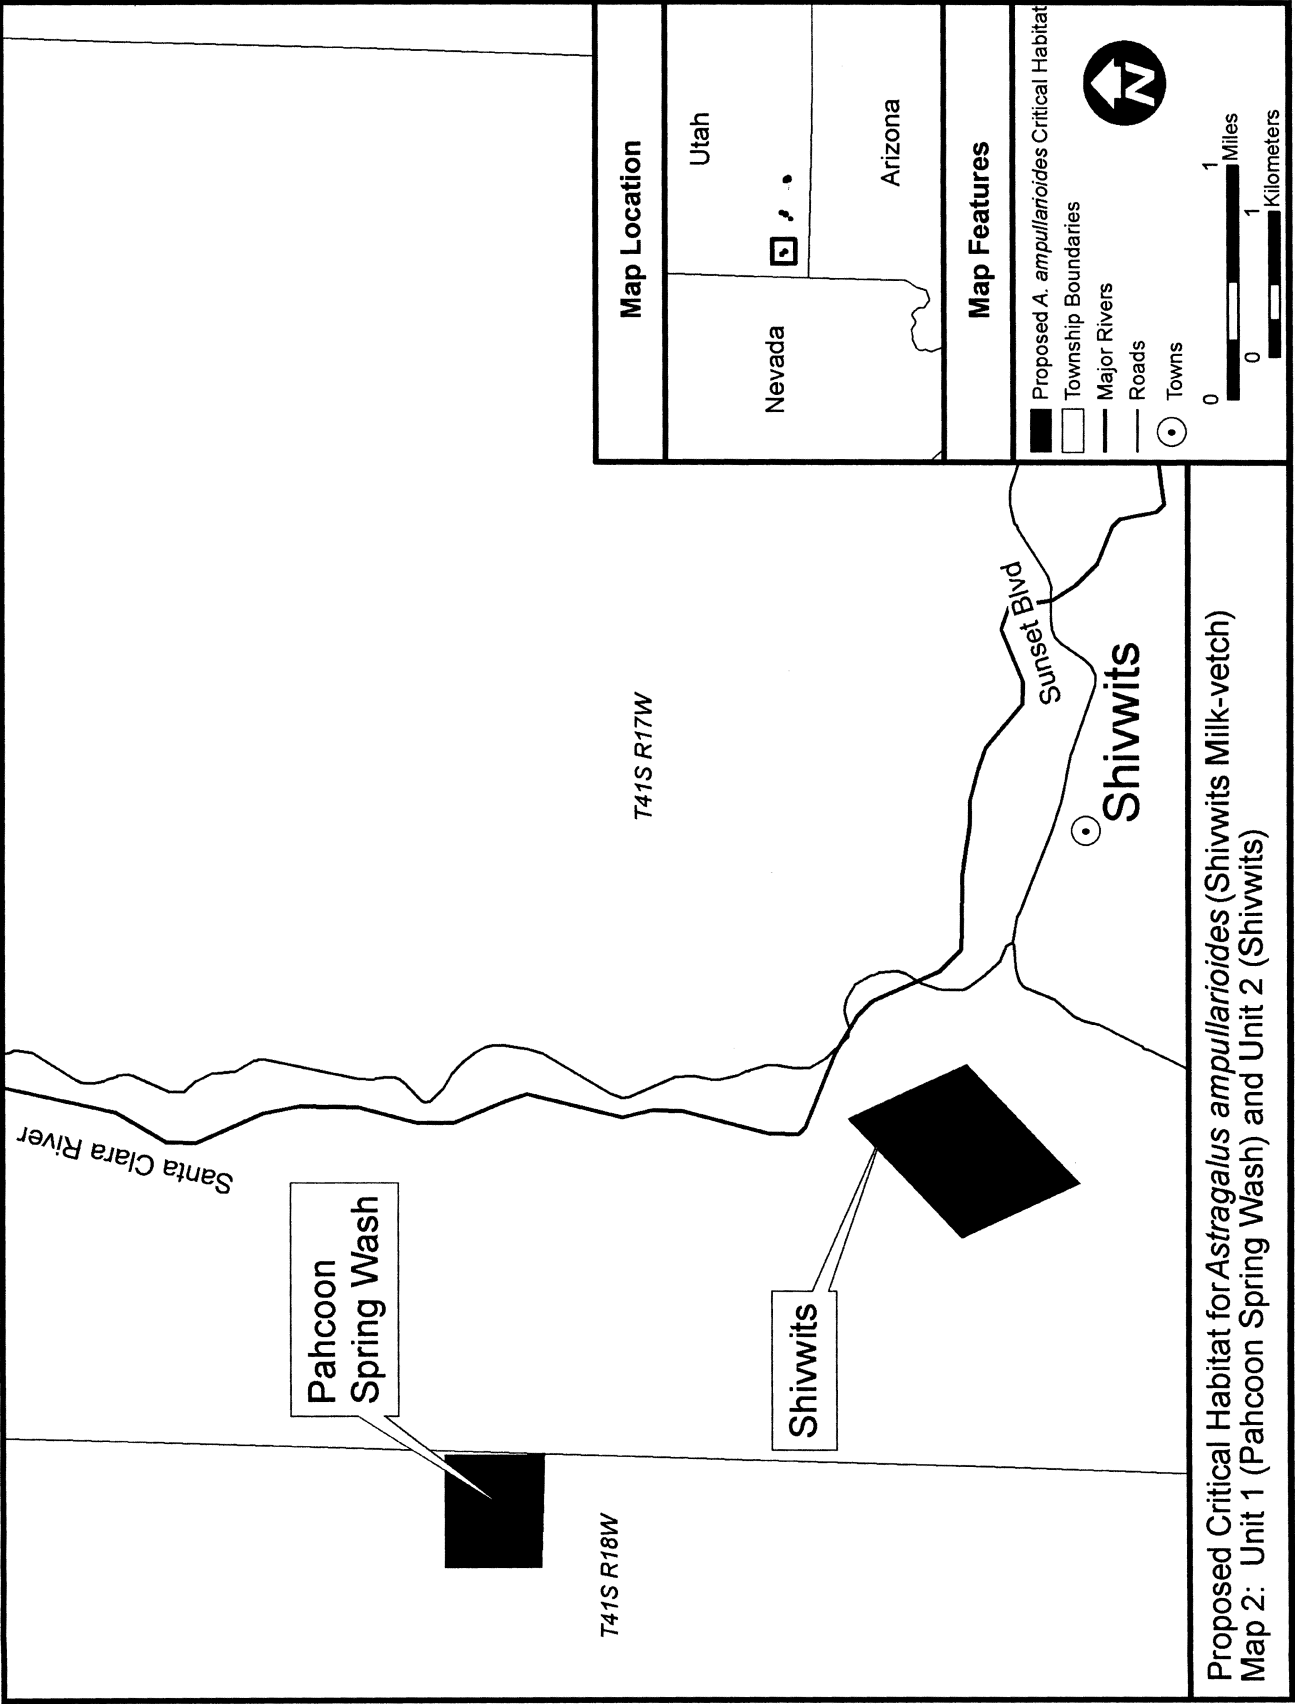 Santa Clara River
Pahcoon
Spring Wash
T41S R18W
T41S R17W
Shivwits
Sunset Blvd
Shivwits
Map Location
Utah
Nevada
Arizona
Map Features
Proposed A. ampullarioides Critical Habitat
Township Boundaries
Major Rivers
Roads
Towns
N
0 1
Miles
0 1
Kilometers
Proposed Critical Habitat for Astragalus ampullarioides (Shivwits Milk-vetch)
Map 2: Unit 1 (Pahcoon Spring Wash) and Unit 2 (Shivwits)